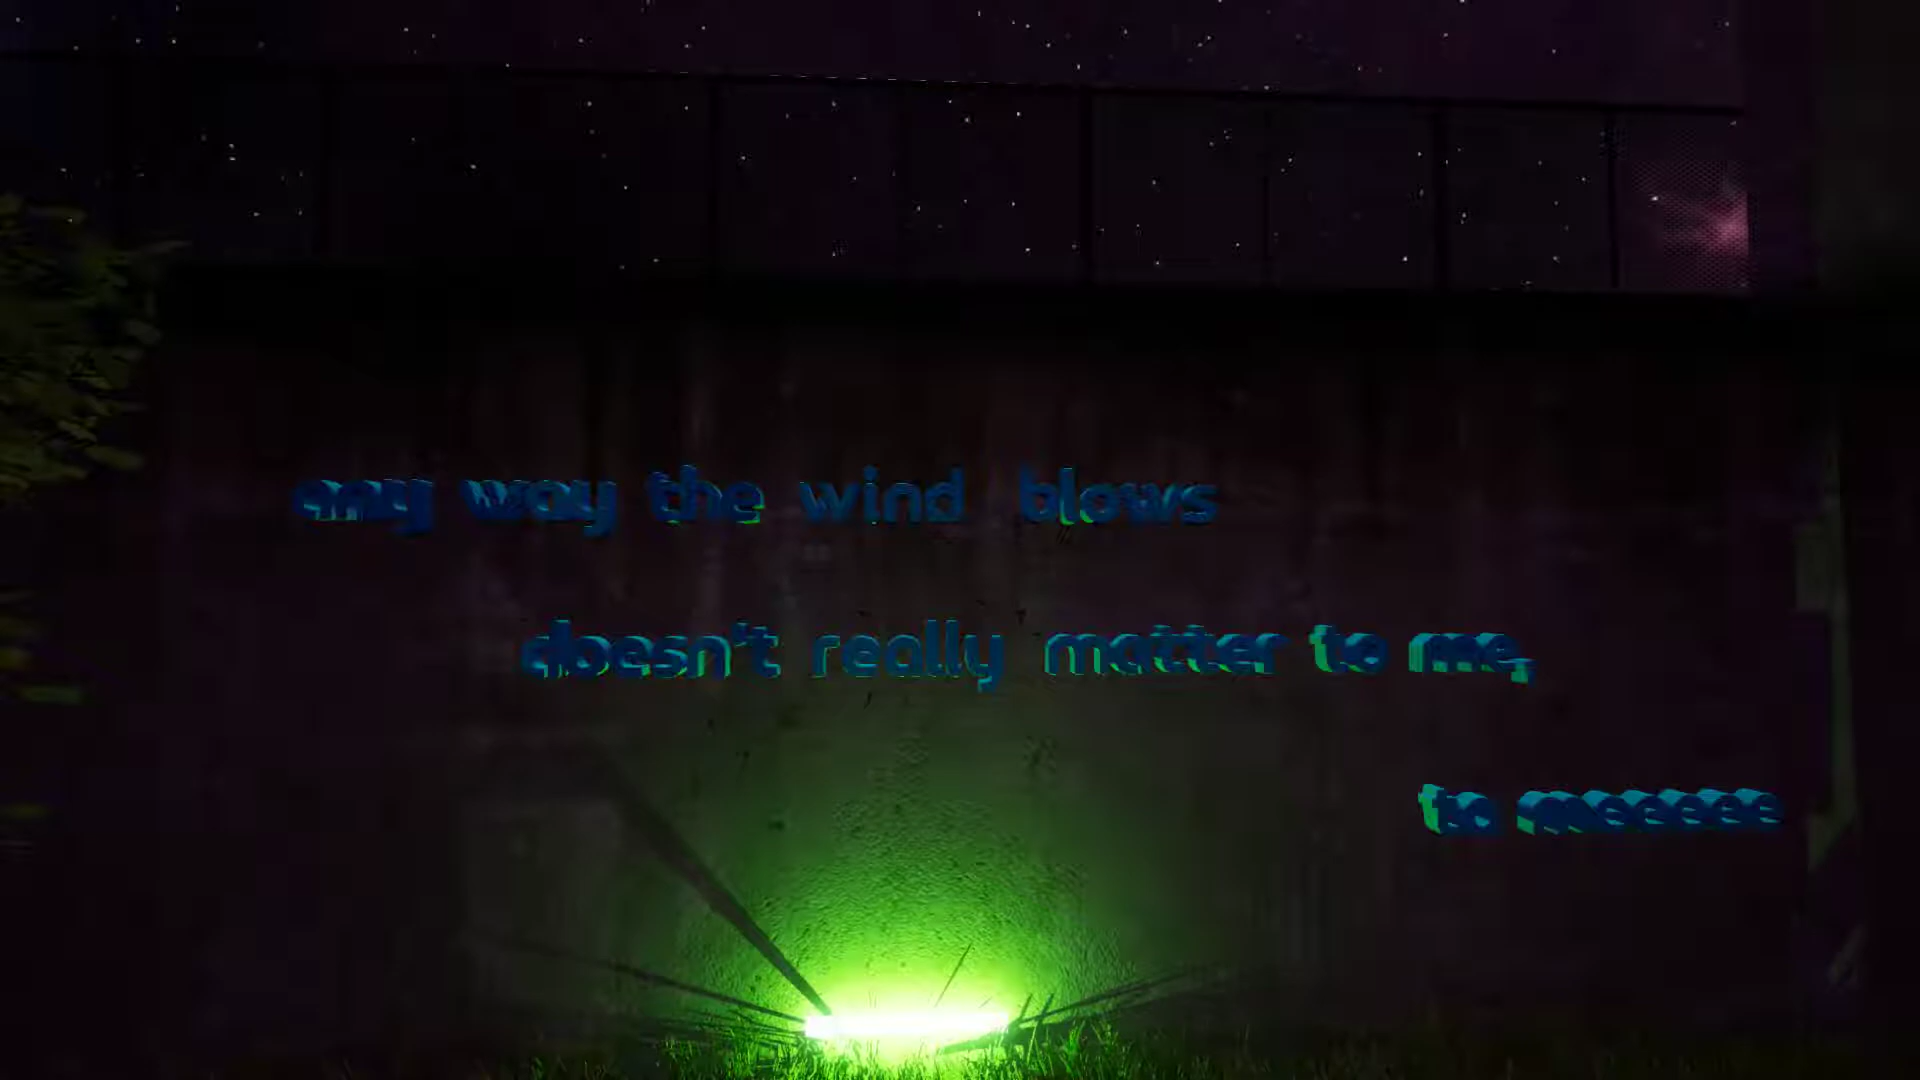 any way the wind blows
doesn't really matter to me,
to meeeee